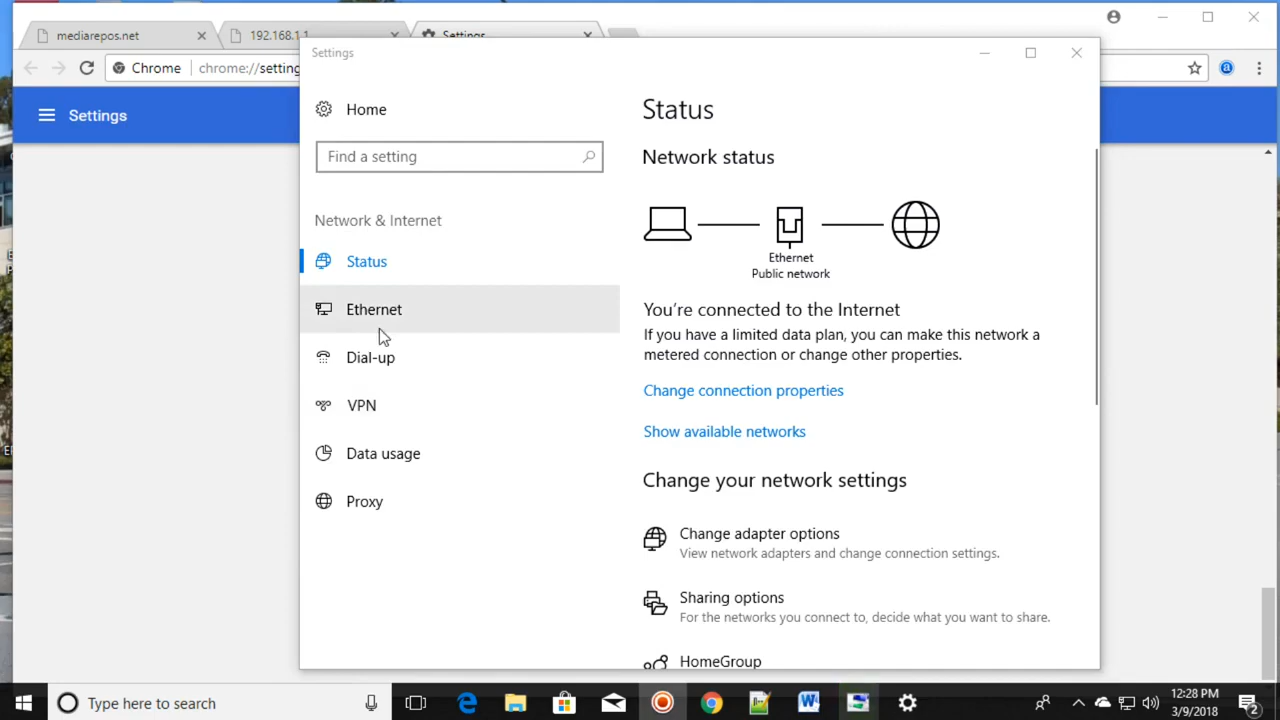 mediarepos.net
192.168.1.1
Settings
Chrome
chrome://setting
Settings
Settings
Home
Find a setting
Network & Internet
Status
Ethernet
Dial-up
VPN
Data usage
Proxy
Status
Network status
Ethernet
Public network
You're connected to the Internet
If you have a limited data plan, you can make this network a
metered connection or change other properties.
Change connection properties
Show available networks
Change your network settings
Change adapter options
View network adapters and change connection settings.
Sharing options
For the networks you connect to, decide what you want to share.
HomeGroup
Type here to search
12:28 PM
3/9/2018
2